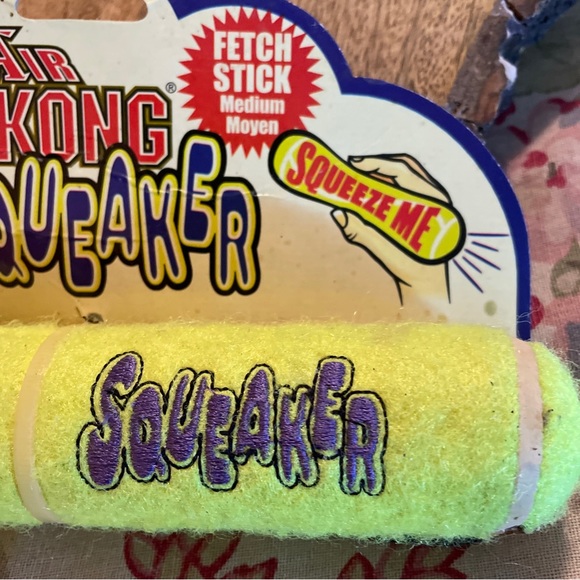 AIR
KONG®
SQUEAKER
FETCH
STICK
Medium
Moyen
SQUEEZE ME
SQUEAKER